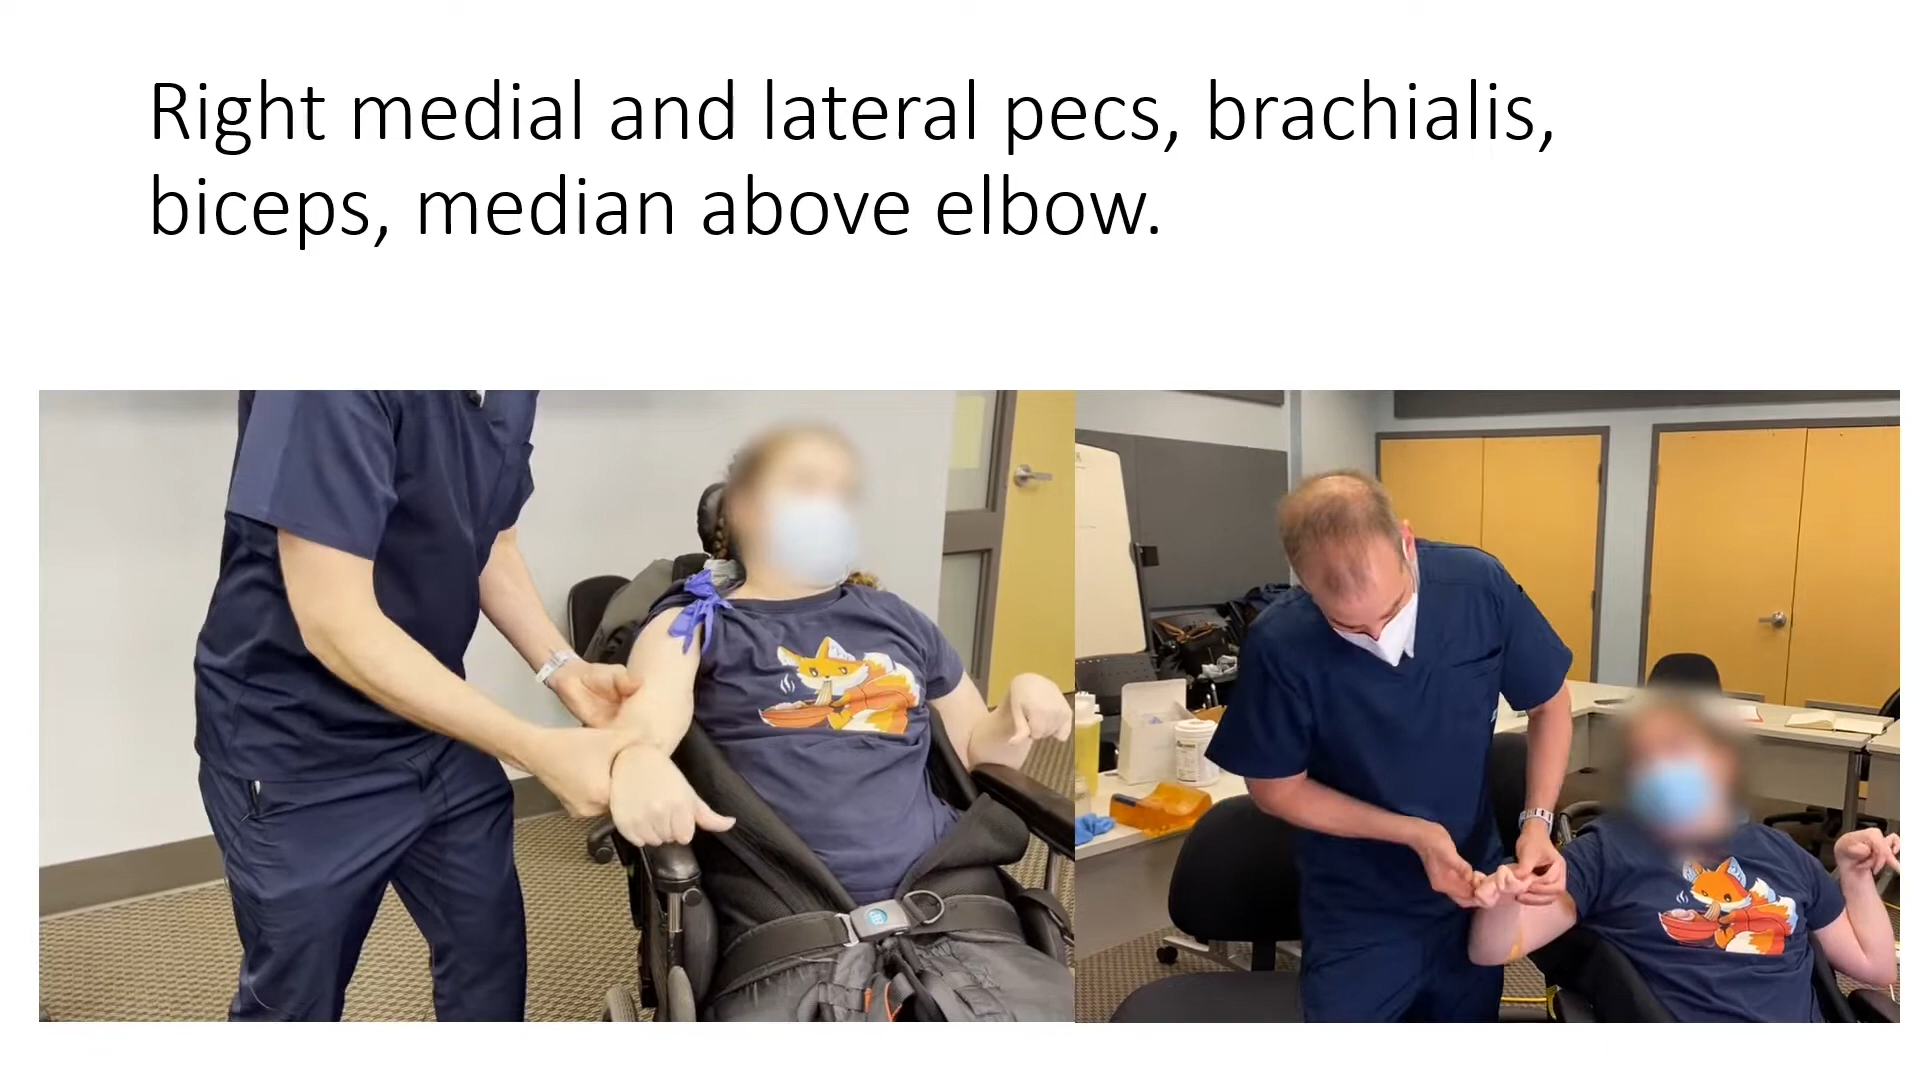 Right medial and lateral pecs, brachialis,
biceps, median above elbow.